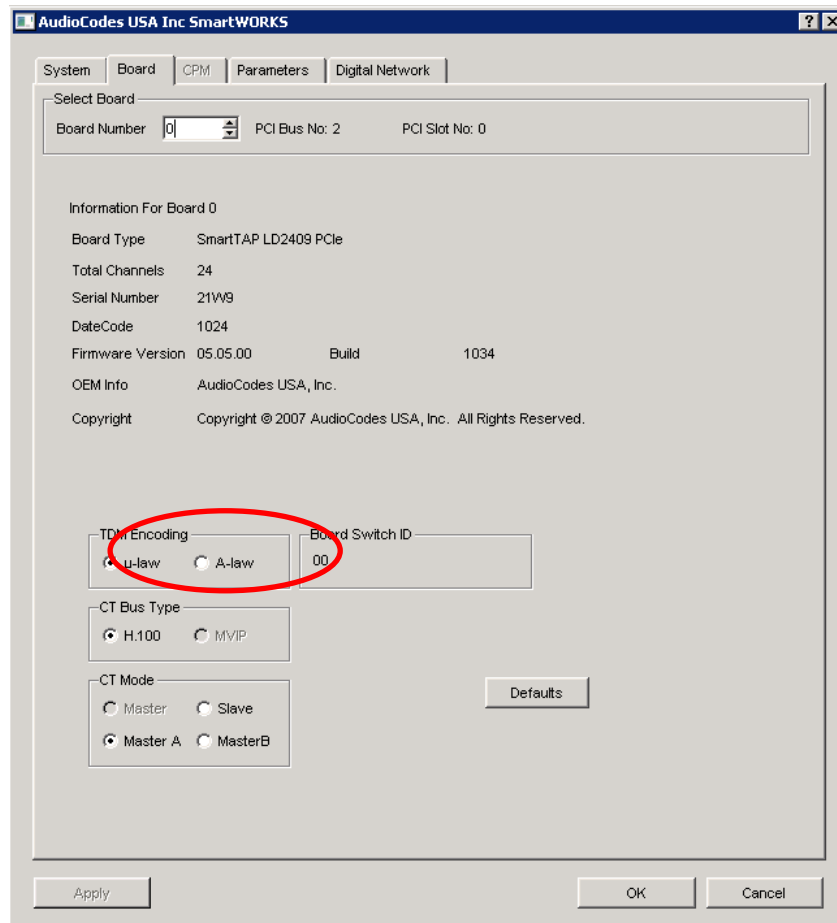 AudioCodes USA Inc SmartWORKS
System Board CPM Parameters Digital Network
Select Board
Board Number 0 PCI Bus No: 2 PCI Slot No: 0
Information For Board 0
Board Type SmartTAP LD2409 PCIe
Total Channels 24
Serial Number 21W9
DateCode 1024
Firmware Version 05.05.00 Build 1034
OEM Info AudioCodes USA, Inc.
Copyright Copyright © 2007 AudioCodes USA, Inc. All Rights Reserved.
TDM Encoding Board Switch ID
µ-law A-law 00
CT Bus Type
H.100 MVIP
CT Mode
Master Slave
Master A MasterB
Defaults
Apply OK Cancel